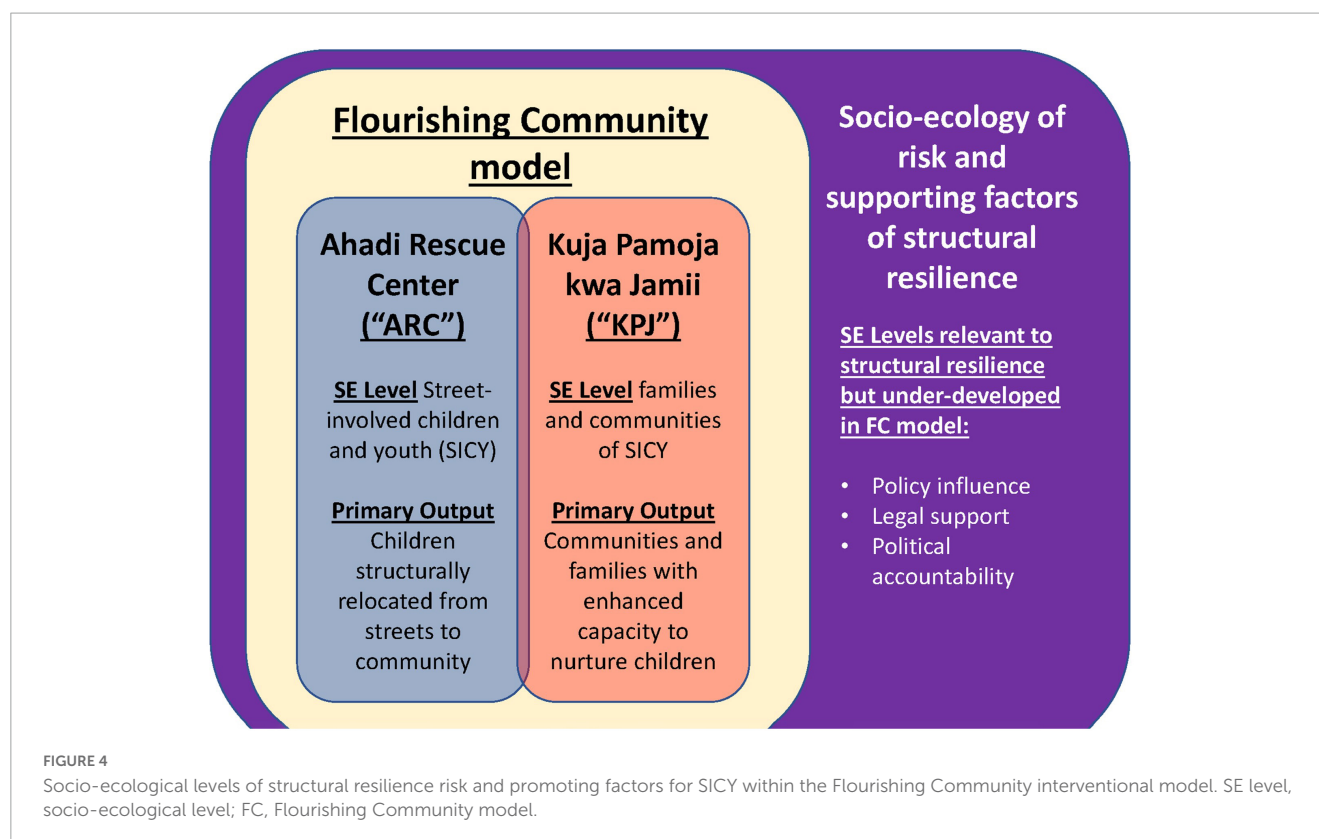 Flourishing Community
model
Ahadi Rescue
Center
(“ARC”)
SE Level Street-
involved children
and youth (SICY)
Primary Output
Children
structurally
relocated from
streets to
community
Kuja Pamoja
kwa Jamii
(“KPJ”)
SE Level families
and communities
of SICY
Primary Output
Communities and
families with
enhanced
capacity to
nurture children
Socio-ecology of
risk and
supporting factors
of structural
resilience
SE Levels relevant to
structural resilience
but under-developed
in FC model:
• Policy influence
• Legal support
• Political
accountability
FIGURE 4
Socio-ecological levels of structural resilience risk and promoting factors for SICY within the Flourishing Community interventional model. SE level,
socio-ecological level; FC, Flourishing Community model.